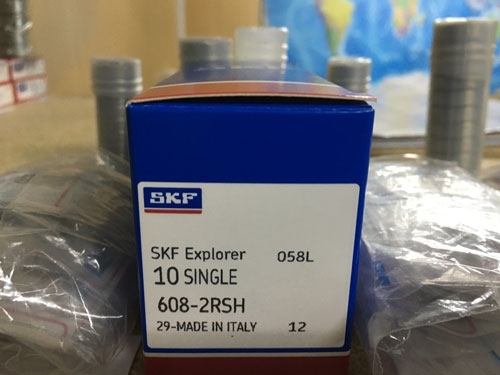 SKF
SKF Explorer 058L
10 SINGLE
608-2RSH
29-MADE IN ITALY 12